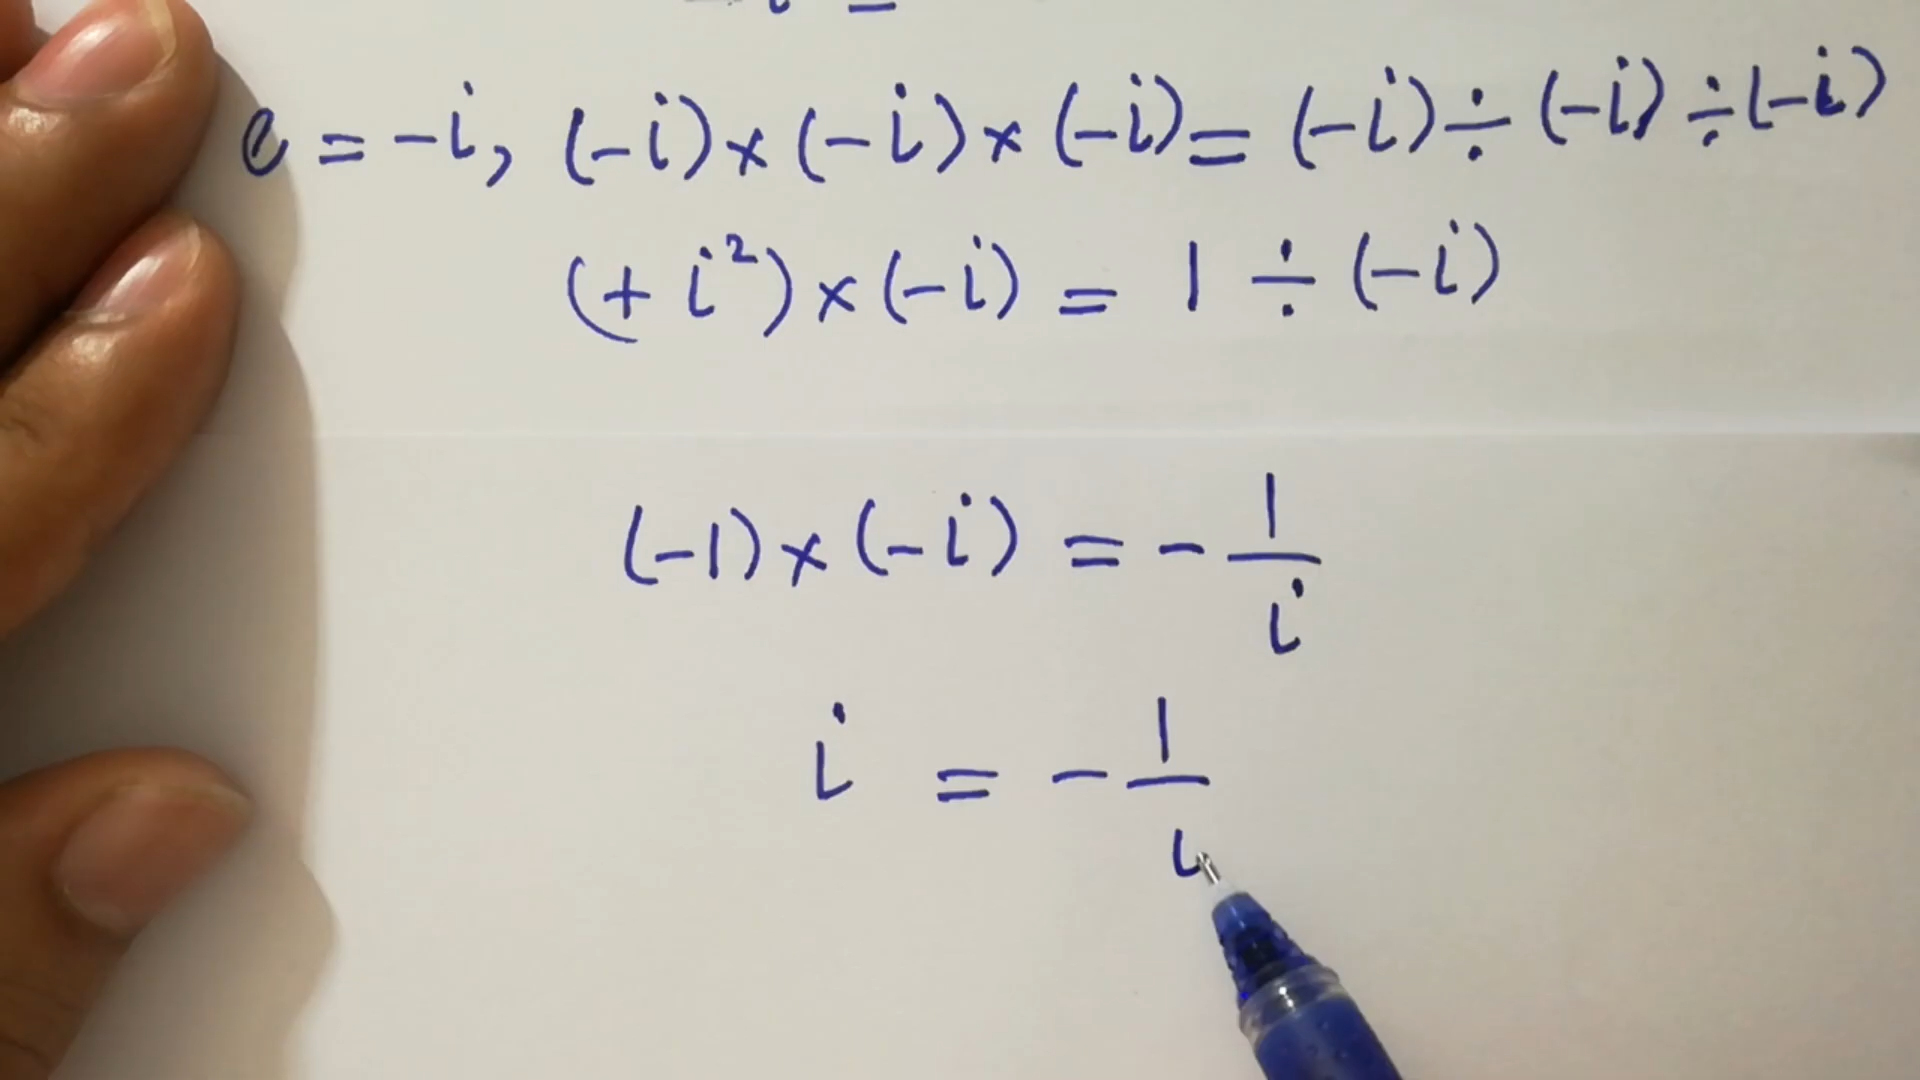 e = -i, (-i) × (-i) × (-i) = (-i) ÷ (-i) ÷ (-i)
(+ i²) × (-i) = 1 ÷ (-i)
(-1) × (-i) = - 1/i
i = - 1/i